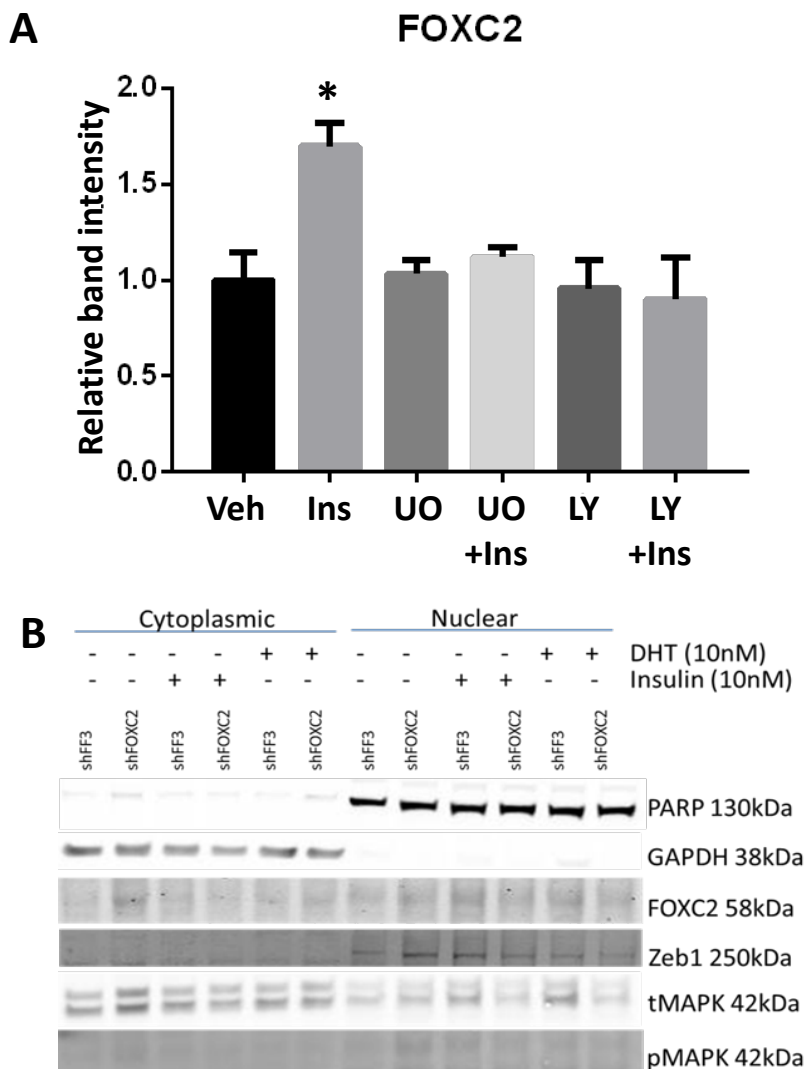 A
FOXC2
Relative band intensity
2.0
*
1.5
1.0
0.5
0.0
Veh Ins UO UO LY LY
+Ins +Ins
B
Cytoplasmic Nuclear
- - - - + + - - - - + + DHT (10nM)
- - + + - - - - + + - - Insulin (10nM)
shFF3 shFOXC2 shFF3 shFOXC2 shFF3 shFOXC2 shFF3 shFOXC2 shFF3 shFOXC2 shFF3 shFOXC2
PARP 130kDa
GAPDH 38kDa
FOXC2 58kDa
Zeb1 250kDa
tMAPK 42kDa
pMAPK 42kDa